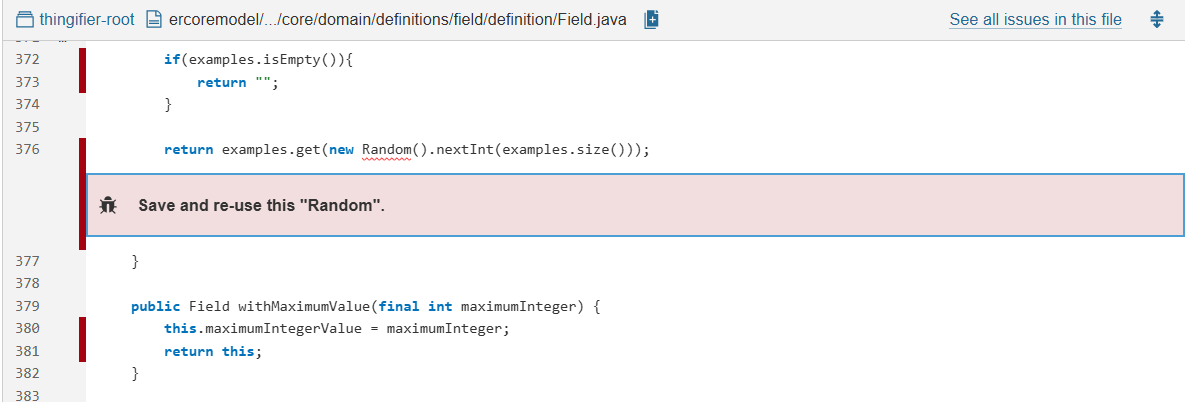 thingifier-root ercoremodel/.../core/domain/definitions/field/definition/Field.java See all issues in this file
372 if(examples.isEmpty()){
373 return "";
374 }
375
376 return examples.get(new Random().nextInt(examples.size()));
Save and re-use this "Random".
377 }
378
379 public Field withMaximumValue(final int maximumInteger) {
380 this.maximumIntegerValue = maximumInteger;
381 return this;
382 }
383